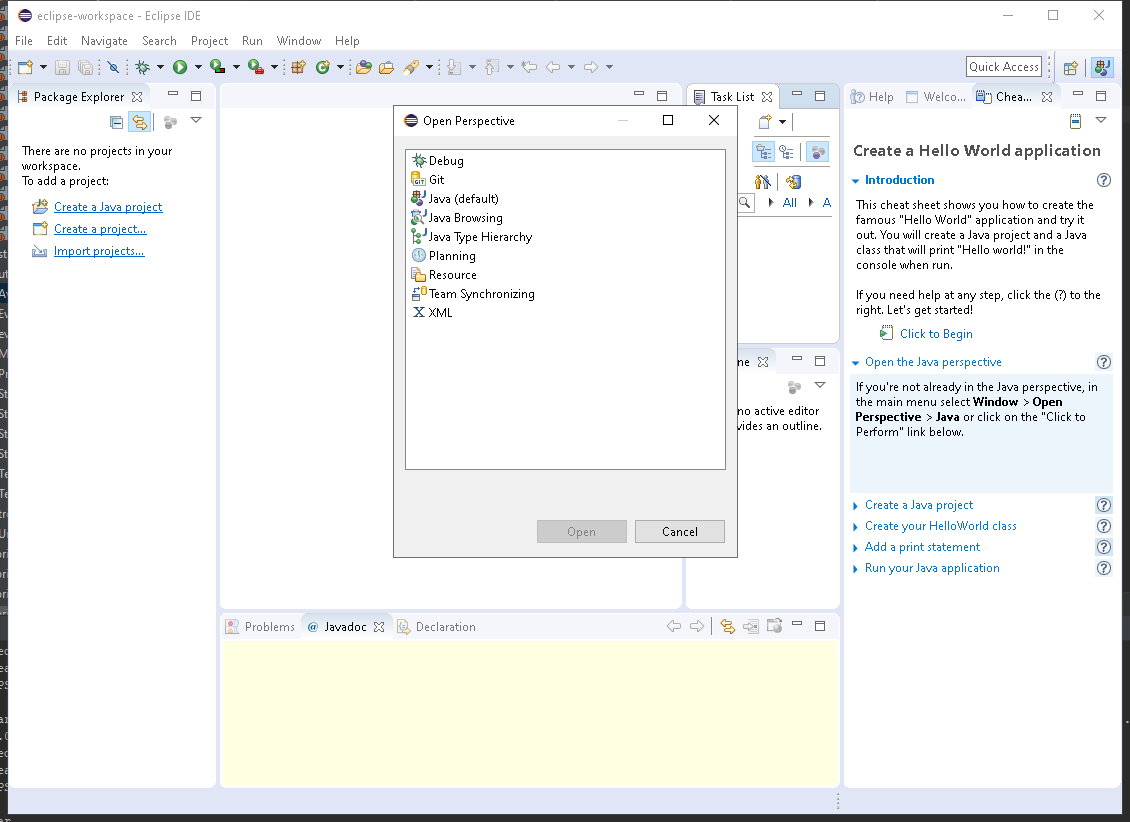 eclipse-workspace - Eclipse IDE
File Edit Navigate Search Project Run Window Help
Quick Access
Package Explorer
There are no projects in your
workspace.
To add a project:
Create a Java project
Create a project...
Import projects...
Open Perspective
Debug
Git
Java (default)
Java Browsing
Java Type Hierarchy
Planning
Resource
Team Synchronizing
XML
Open Cancel
Task List
All A
ne
no active editor
vides an outline.
Help Welco... Chea...
Create a Hello World application
Introduction
This cheat sheet shows you how to create the
famous "Hello World" application and try it
out. You will create a Java project and a Java
class that will print "Hello world!" in the
console when run.
If you need help at any step, click the (?) to the
right. Let's get started!
Click to Begin
Open the Java perspective
If you're not already in the Java perspective, in
the main menu select Window > Open
Perspective > Java or click on the "Click to
Perform" link below.
Create a Java project
Create your HelloWorld class
Add a print statement
Run your Java application
Problems @ Javadoc Declaration